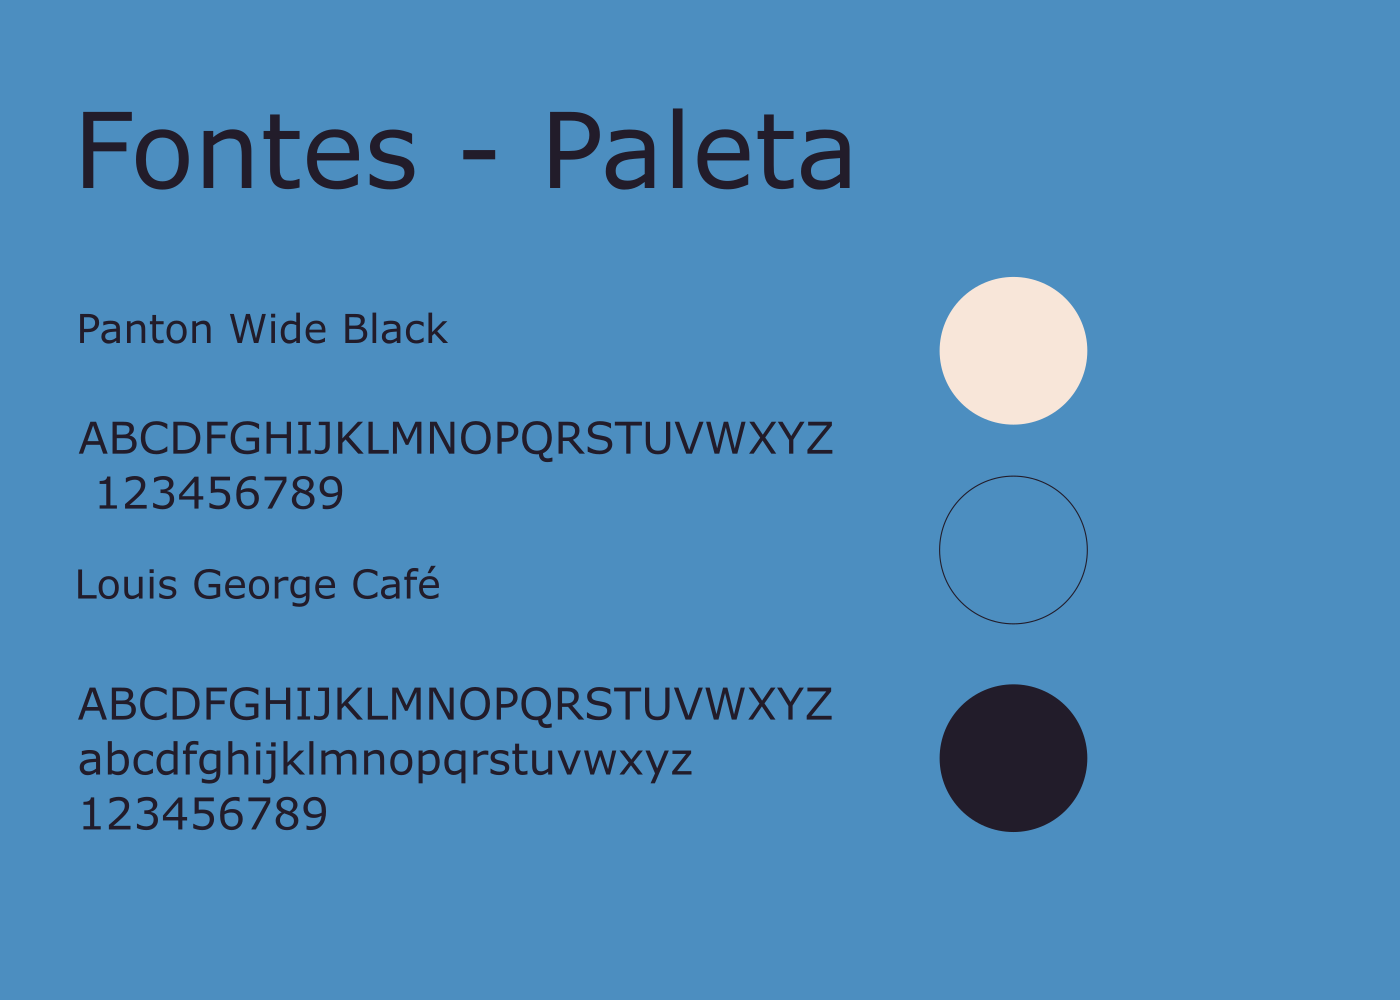 Fontes - Paleta
Panton Wide Black
ABCDFGHIJKLMNOPQRSTUVWXYZ
123456789
Louis George Café
ABCDFGHIJKLMNOPQRSTUVWXYZ
abcdfghijklmnopqrstuvwxyz
123456789